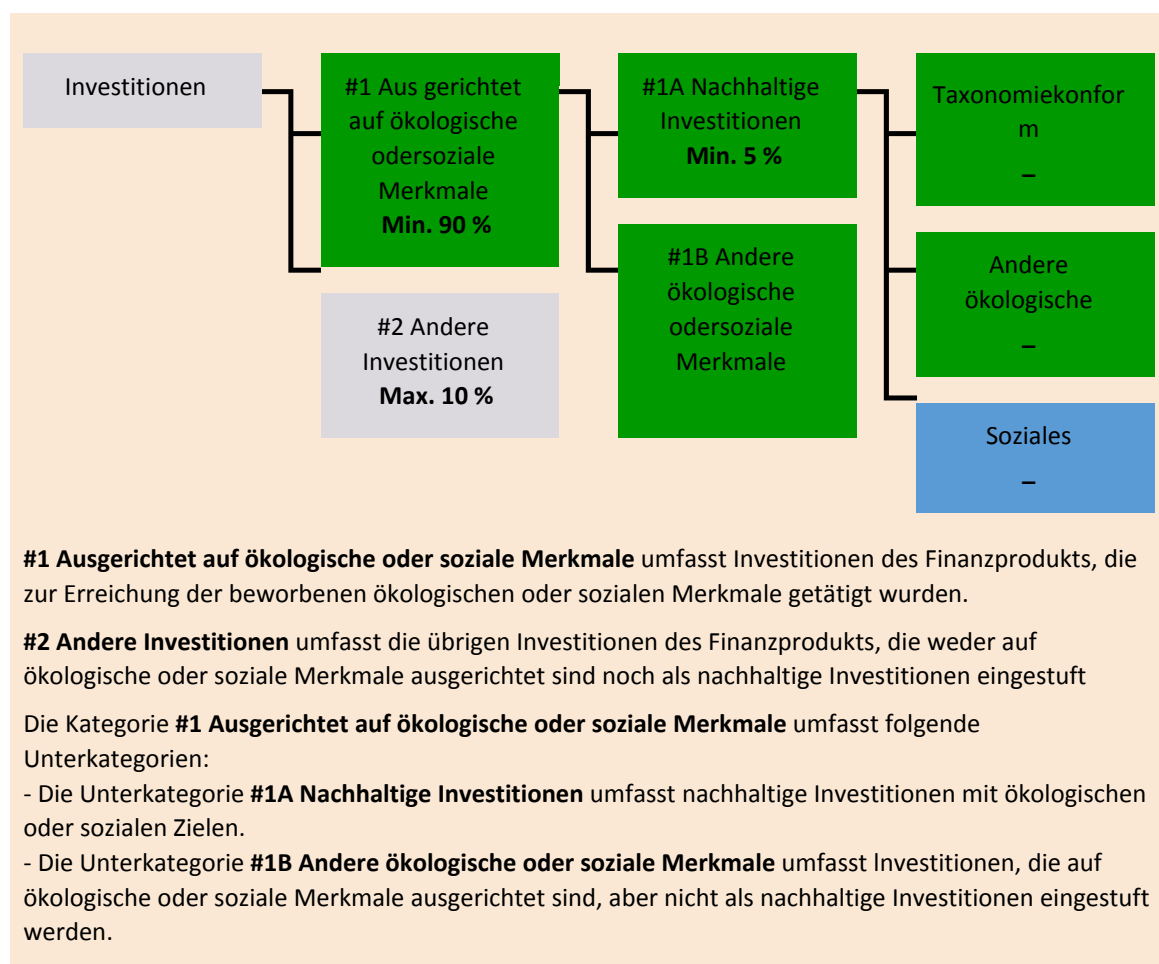 Investitionen
#1 Aus gerichtet
auf ökologische
odersoziale
Merkmale
Min. 90 %
#2 Andere
Investitionen
Max. 10 %
#1A Nachhaltige
Investitionen
Min. 5 %
#1B Andere
ökologische
odersoziale
Merkmale
Taxonomiekonfor
m
–
Andere
ökologische
–
Soziales
–
#1 Ausgerichtet auf ökologische oder soziale Merkmale umfasst Investitionen des Finanzprodukts, die
zur Erreichung der beworbenen ökologischen oder sozialen Merkmale getätigt wurden.
#2 Andere Investitionen umfasst die übrigen Investitionen des Finanzprodukts, die weder auf
ökologische oder soziale Merkmale ausgerichtet sind noch als nachhaltige Investitionen eingestuft
Die Kategorie #1 Ausgerichtet auf ökologische oder soziale Merkmale umfasst folgende
Unterkategorien:
- Die Unterkategorie #1A Nachhaltige Investitionen umfasst nachhaltige Investitionen mit ökologischen
oder sozialen Zielen.
- Die Unterkategorie #1B Andere ökologische oder soziale Merkmale umfasst lnvestitionen, die auf
ökologische oder soziale Merkmale ausgerichtet sind, aber nicht als nachhaltige Investitionen eingestuft
werden.